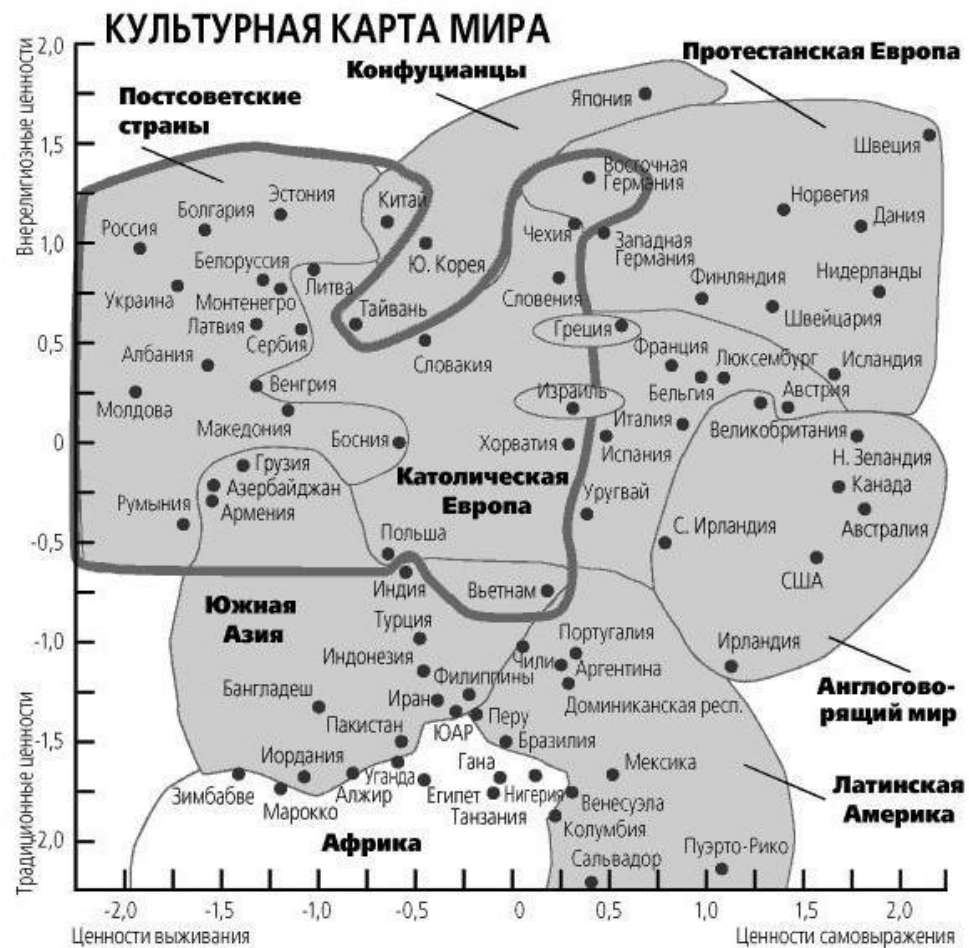 КУЛЬТУРНАЯ КАРТА МИРА
Внерелигиозные ценности
Традиционные ценности
2,0
1,5
1,0
0,5
0
-0,5
-1,0
-1,5
-2,0
Протестанская Европа
Конфуцианцы
Постсоветские
страны
Япония
Швеция
Восточная
Германия
Эстония
Китай
Норвегия
Болгария
Дания
Россия
Чехия
Западная
Германия
Ю. Корея
Белоруссия
Литва
Финляндия
Нидерланды
Украина
Монтенегро
Словения
Тайвань
Швейцария
Латвия
Сербия
Греция
Словакия
Франция
Люксембург
Исландия
Албания
Венгрия
Израиль
Бельгия
Австрия
Молдова
Македония
Италия
Великобритания
Босния
Хорватия
Испания
Н. Зеландия
Грузия
Католическая
Европа
Канада
Азербайджан
Уругвай
Румыния
Армения
Австралия
С. Ирландия
Польша
США
Индия
Вьетнам
Южная
Азия
Турция
Португалия
Ирландия
Индонезия
Чили
Аргентина
Филиппины
Бангладеш
Иран
Доминиканская респ.
Англогово-
рящий мир
Пакистан
ЮАР
Перу
Бразилия
Иордания
Гана
Мексика
Зимбабве
Уганда
Алжир
Египет
Нигерия
Венесуэла
Латинская
Америка
Марокко
Танзания
Колумбия
Африка
Сальвадор
Пуэрто-Рико
-2,0
-1,5
-1,0
-0,5
0
0,5
1,0
1,5
2,0
Ценности выживания
Ценности самовыражения